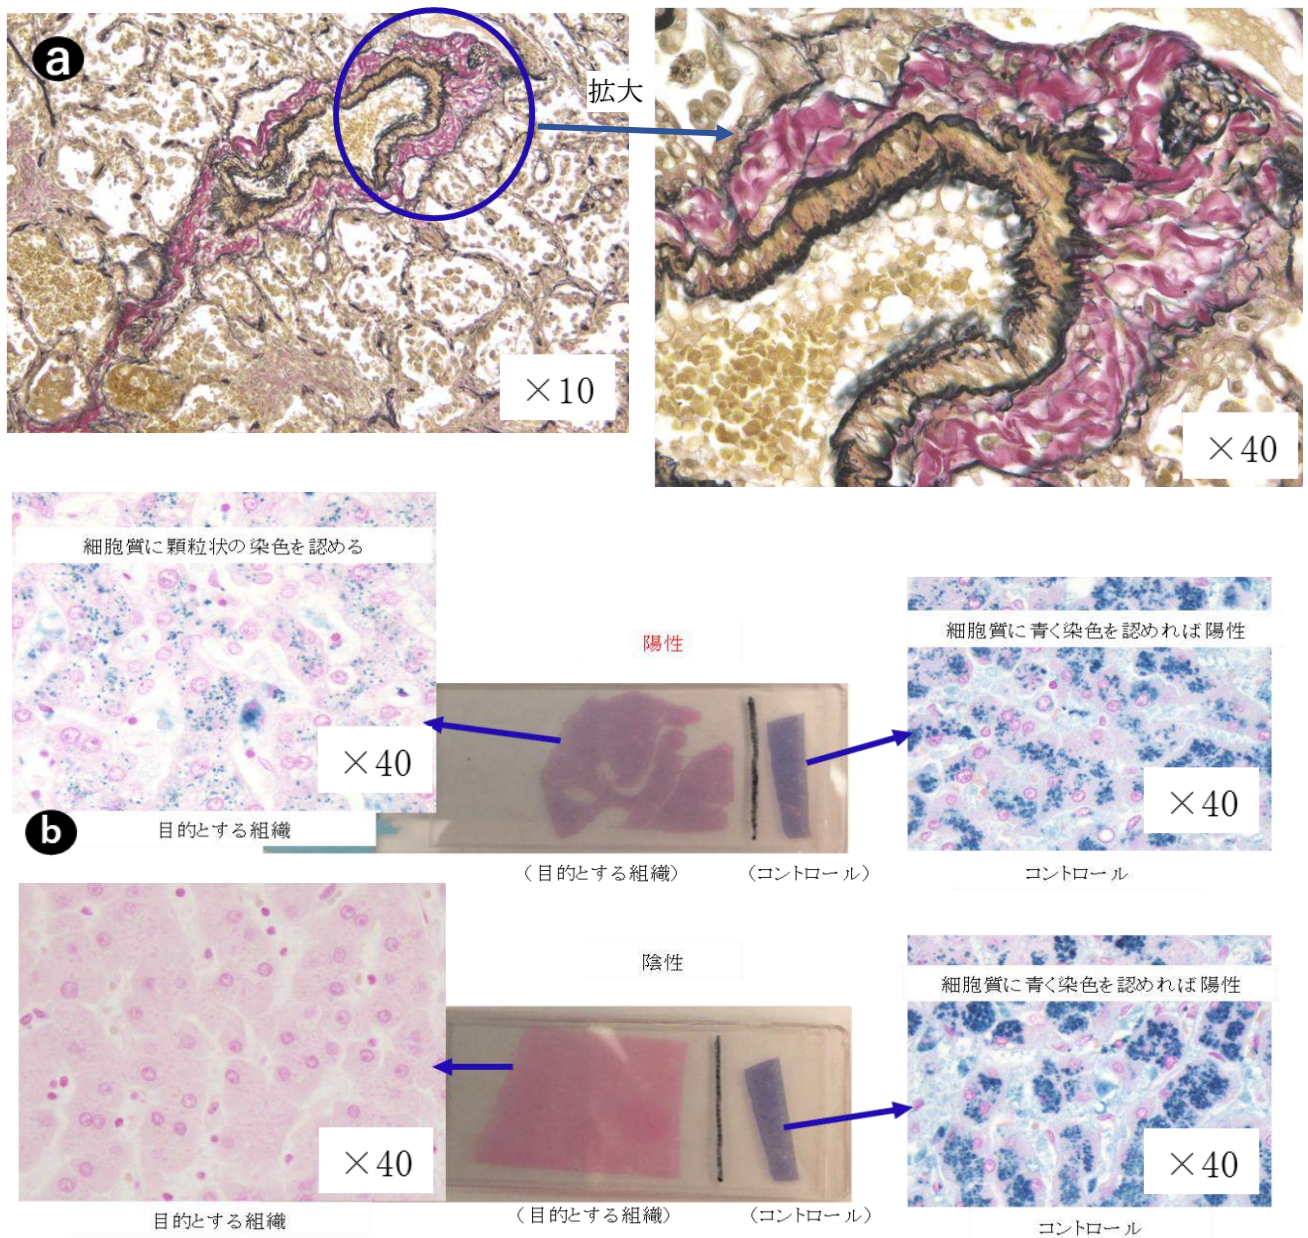 a
拡大
×10
×40
細胞質に顆粒状の染色を認める
×40
目的とする組織
b
陽性
(目的とする組織)
(コントロール)
細胞質に青く染色を認めれば陽性
×40
コントロール
×40
目的とする組織
陰性
(目的とする組織)
(コントロール)
細胞質に青く染色を認めれば陽性
×40
コントロール